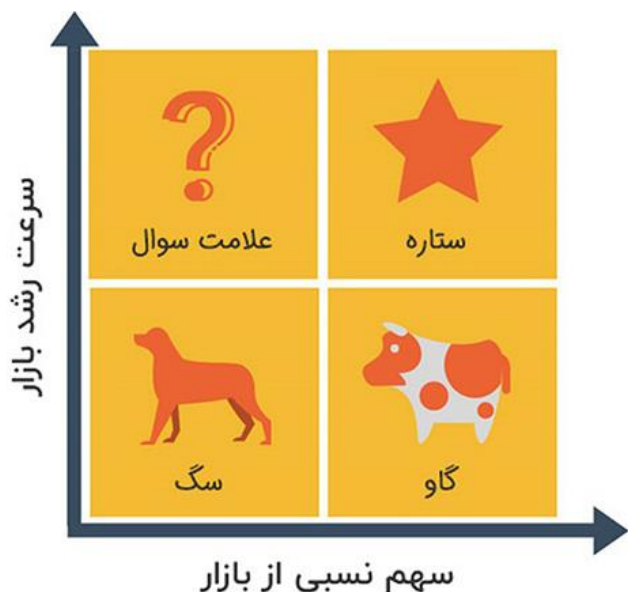 علامت سوال
ستاره
سگ
گاو
سرعت رشد بازار
سهم نسبی از بازار